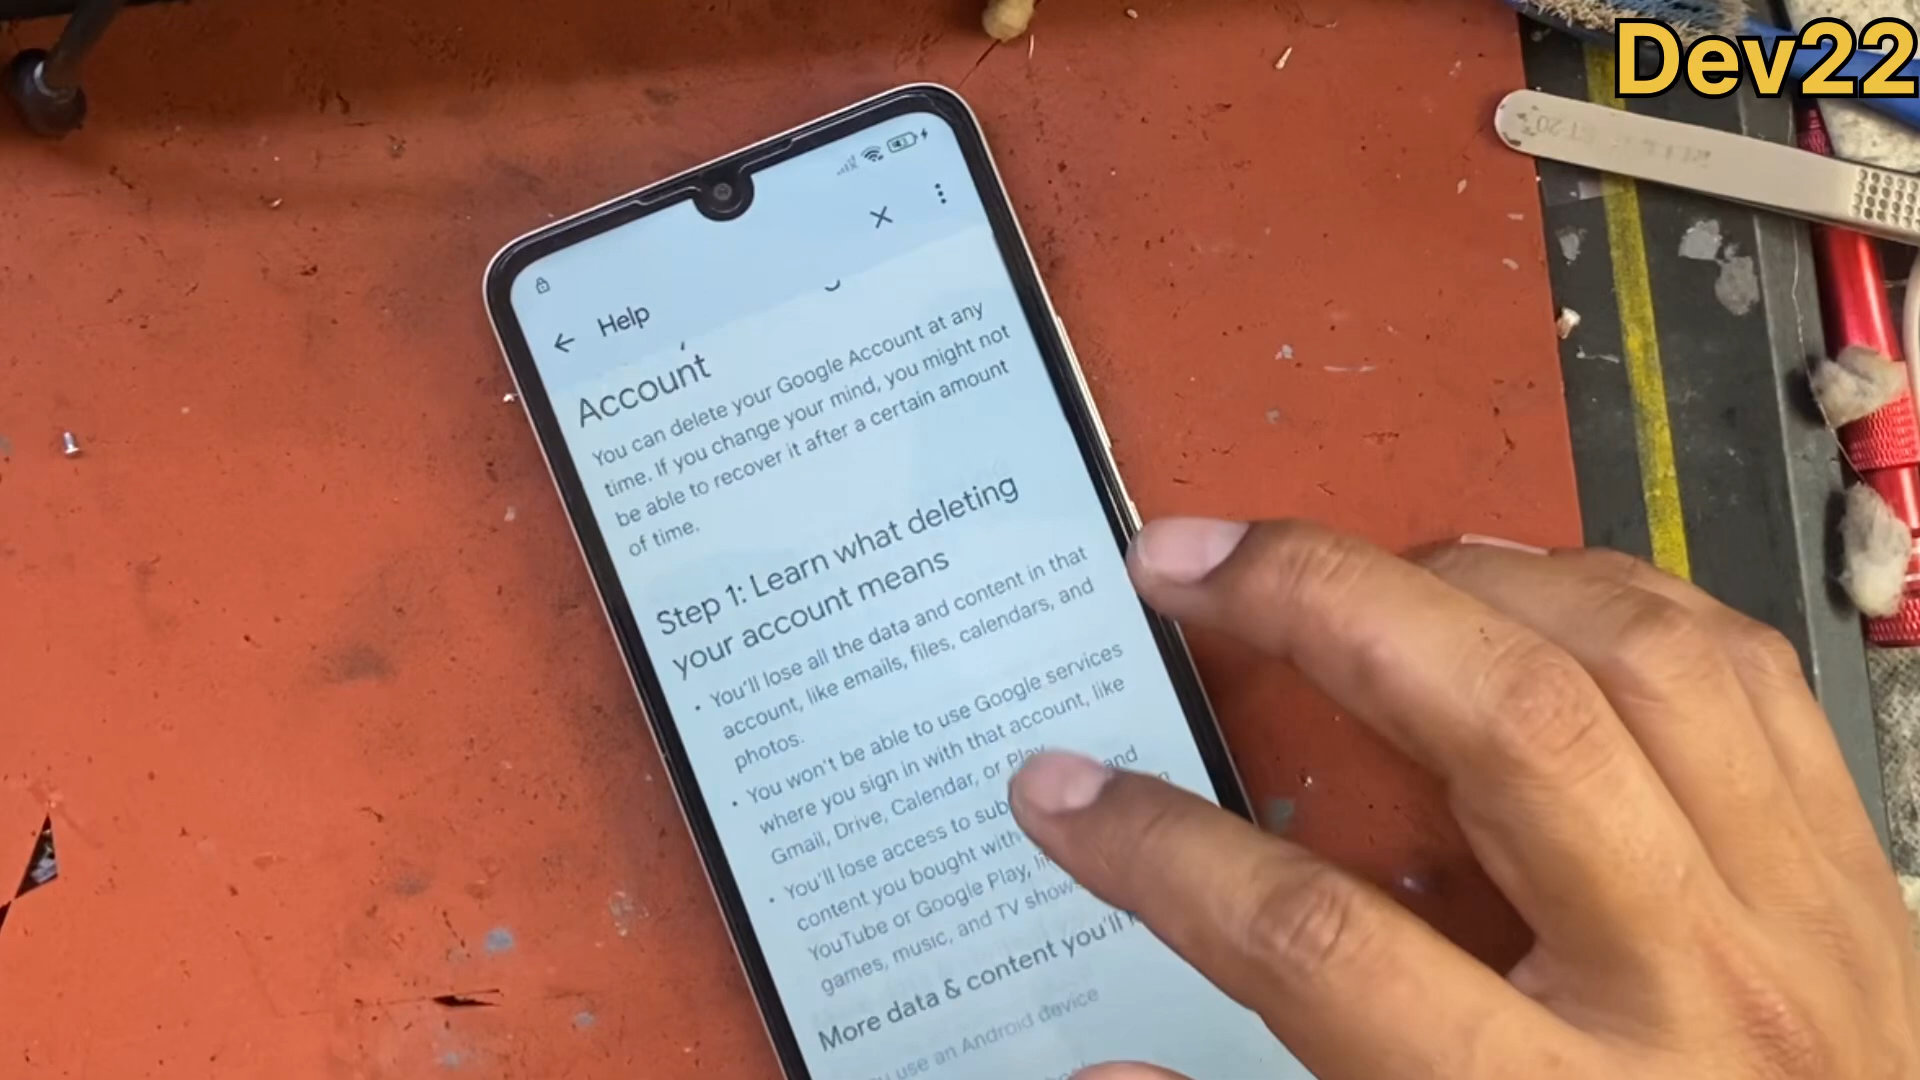 Dev22
Help
Account
You can delete your Google Account at any
time. If you change your mind, you might not
be able to recover it after a certain amount
of time.
Step 1: Learn what deleting
your account means
• You'll lose all the data and content in that
account, like emails, files, calendars, and
photos.
• You won't be able to use Google services
where you sign in with that account, like
Gmail, Drive, Calendar, or Play.
• You'll lose access to and
content you bought with
YouTube or Google Play,
games, music, and TV shows
More data & content you'll
use an Android device